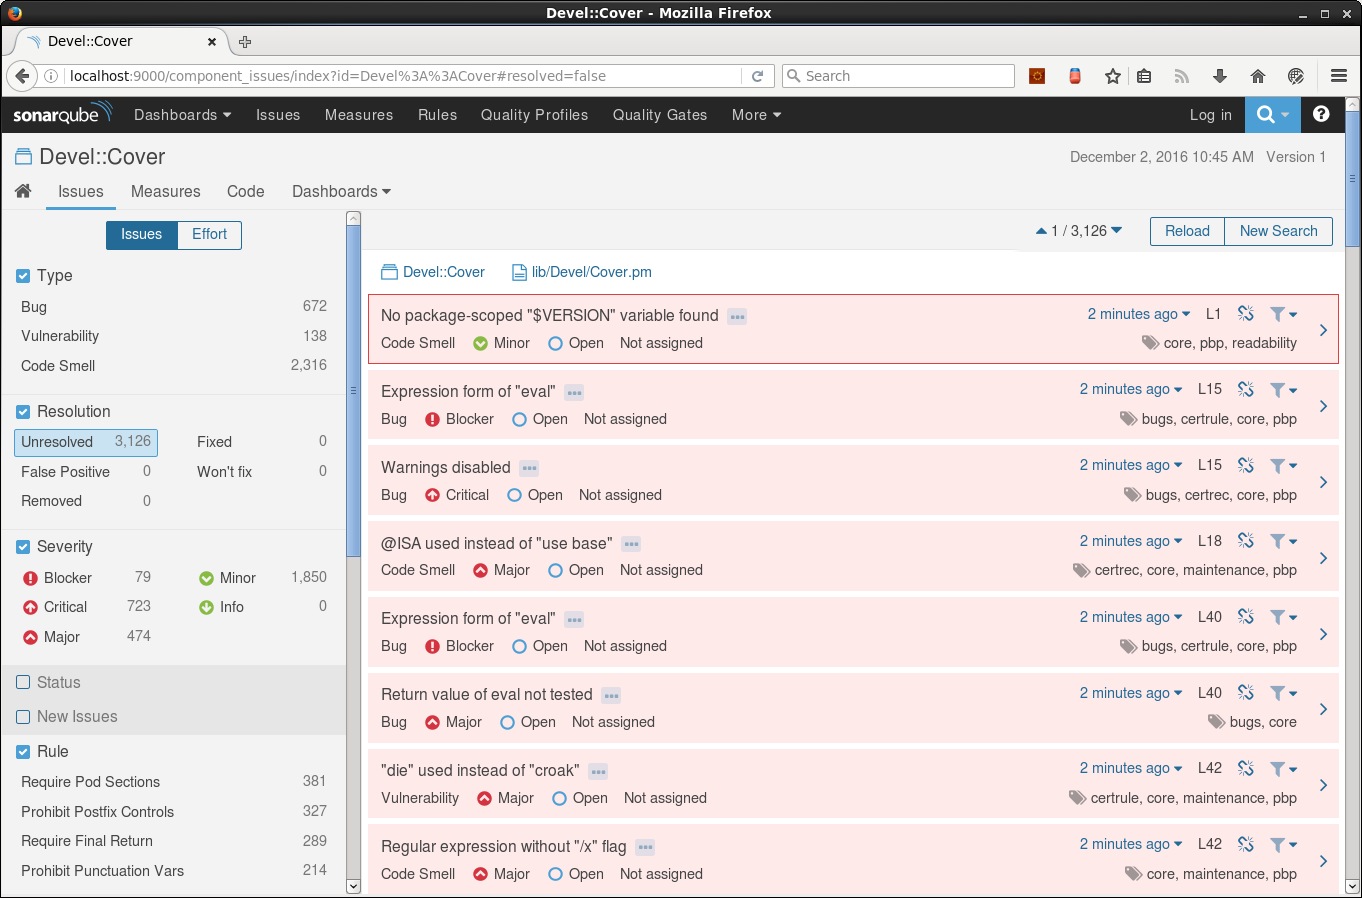 Devel::Cover - Mozilla Firefox
Devel::Cover
localhost:9000/component_issues/index?id=Devel%3A%3ACover#resolved=false
Search
sonarqube Dashboards Issues Measures Rules Quality Profiles Quality Gates More Log in
Devel::Cover
December 2, 2016 10:45 AM Version 1
Issues Measures Code Dashboards
Issues Effort
1 / 3,126 Reload New Search
Type
Bug 672
Vulnerability 138
Code Smell 2,316
Resolution
Unresolved 3,126 Fixed 0
False Positive 0 Won't fix 0
Removed 0
Severity
Blocker 79 Minor 1,850
Critical 723 Info 0
Major 474
Status
New Issues
Rule
Require Pod Sections 381
Prohibit Postfix Controls 327
Require Final Return 289
Prohibit Punctuation Vars 214
Devel::Cover lib/Devel/Cover.pm
No package-scoped "$VERSION" variable found 2 minutes ago L1
Code Smell Minor Open Not assigned core, pbp, readability
Expression form of "eval" 2 minutes ago L15
Bug Blocker Open Not assigned bugs, certrule, core, pbp
Warnings disabled 2 minutes ago L15
Bug Critical Open Not assigned bugs, certrec, core, pbp
@ISA used instead of "use base" 2 minutes ago L18
Code Smell Major Open Not assigned certrec, core, maintenance, pbp
Expression form of "eval" 2 minutes ago L40
Bug Blocker Open Not assigned bugs, certrule, core, pbp
Return value of eval not tested 2 minutes ago L40
Bug Major Open Not assigned bugs, core
"die" used instead of "croak" 2 minutes ago L42
Vulnerability Major Open Not assigned certrule, core, maintenance, pbp
Regular expression without "/x" flag 2 minutes ago L42
Code Smell Major Open Not assigned core, maintenance, pbp